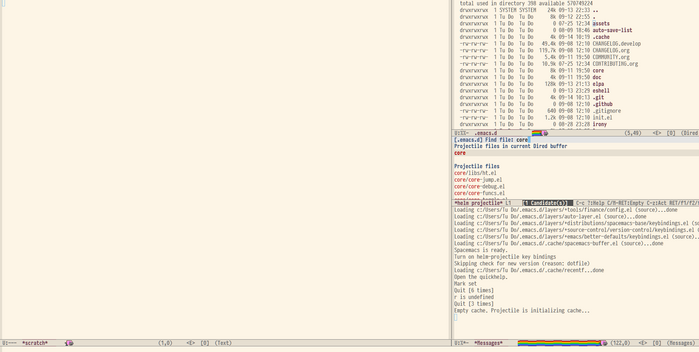 total used in directory 398 available 570749224
drwxrwxrwx 1 SYSTEM SYSTEM 24k 09-13 22:33 ..
drwxrwxrwx 1 Tu Do Tu Do 8k 09-12 22:55 .
drwxrwxrwx 1 Tu Do Tu Do 0 07-25 12:34 assets
drwxrwxrwx 1 Tu Do Tu Do 0 08-09 18:46 auto-save-list
drwxrwxrwx 1 Tu Do Tu Do 4k 09-14 10:19 .cache
-rw-rw-rw- 1 Tu Do Tu Do 49.4k 09-08 12:10 CHANGELOG.develop
-rw-rw-rw- 1 Tu Do Tu Do 119.7k 09-08 12:10 CHANGELOG.org
-rw-rw-rw- 1 Tu Do Tu Do 5.4k 09-11 19:50 COMMUNITY.org
-rw-rw-rw- 1 Tu Do Tu Do 10.9k 07-25 12:34 CONTRIBUTING.org
drwxrwxrwx 1 Tu Do Tu Do 8k 09-11 19:50 core
drwxrwxrwx 1 Tu Do Tu Do 4k 09-11 19:50 doc
drwxrwxrwx 1 Tu Do Tu Do 128k 09-13 21:13 elpa
drwxrwxrwx 1 Tu Do Tu Do 0 09-13 23:29 eshell
drwxrwxrwx 1 Tu Do Tu Do 4k 09-14 10:13 .git
drwxrwxrwx 1 Tu Do Tu Do 0 09-08 12:10 .github
-rw-rw-rw- 1 Tu Do Tu Do 640 09-08 12:10 .gitignore
-rw-rw-rw- 1 Tu Do Tu Do 1.2k 09-08 12:10 init.el
drwxrwxrwx 1 Tu Do Tu Do 0 08-28 23:28 irony
.emacs.d (5,49) <E> [0] (Dired
[.emacs.d] Find file: core
Projectile files in current Dired buffer
core
Projectile files
core/libs/ht.el
core/core-jump.el
core/core-debug.el
core/core-funcs.el
*helm projectile* L1 [1 Candidate(s)] C-c ?:Help C/M-RET:Empty C-s:Act RET/f1/f2/
Loading c:/Users/Tu Do/.emacs.d/layers/+tools/finance/config.el (source)...done
Loading c:/Users/Tu Do/.emacs.d/layers/auto-layer.el (source)...done
Loading c:/Users/Tu Do/.emacs.d/layers/+distributions/spacemacs-base/keybindings.el (s
Loading c:/Users/Tu Do/.emacs.d/layers/+source-control/version-control/keybindings.el
Loading c:/Users/Tu Do/.emacs.d/layers/+emacs/better-defaults/keybindings.el (source).
Loading c:/Users/Tu Do/.emacs.d/.cache/spacemacs-buffer.el (source)...done
Spacemacs is ready.
Turn on helm-projectile key bindings
Skipping check for new version (reason: dotfile)
Loading c:/Users/Tu Do/.emacs.d/.cache/recentf...done
Open the quickhelp.
Mark set
Quit [6 times]
r is undefined
Quit [3 times]
Empty cache. Projectile is initializing cache...
U:--- *scratch* (1,0) <E> [0] (Text)
*Messages* (122,0) <E> [0] (Messages